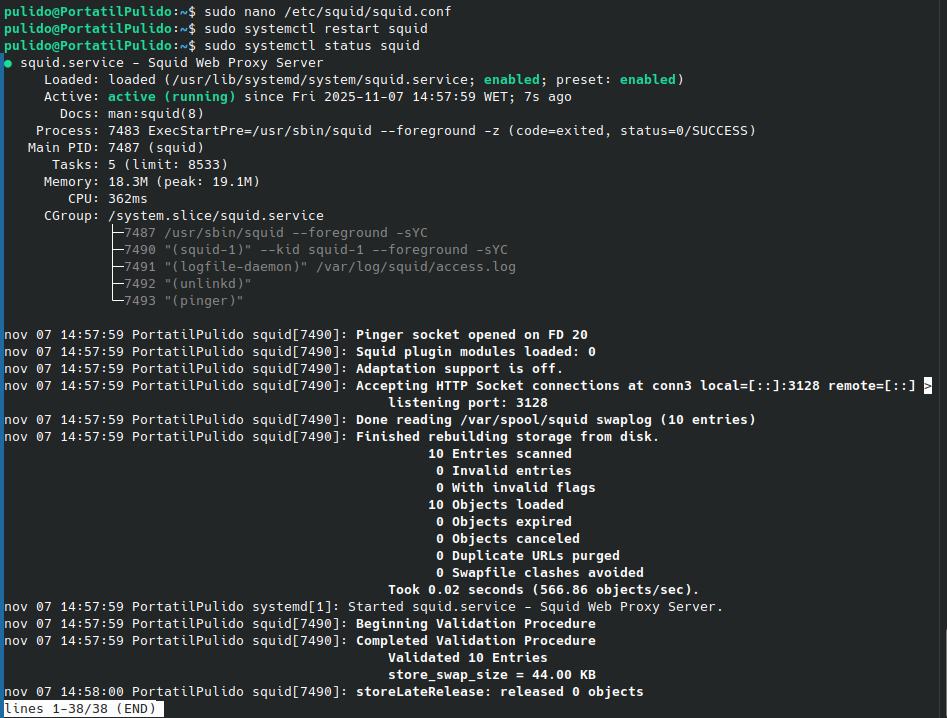 pulido@PortatilPulido:~$ sudo nano /etc/squid/squid.conf
pulido@PortatilPulido:~$ sudo systemctl restart squid
pulido@PortatilPulido:~$ sudo systemctl status squid
● squid.service - Squid Web Proxy Server
     Loaded: loaded (/usr/lib/systemd/system/squid.service; enabled; preset: enabled)
     Active: active (running) since Fri 2025-11-07 14:57:59 WET; 7s ago
       Docs: man:squid(8)
    Process: 7483 ExecStartPre=/usr/sbin/squid --foreground -z (code=exited, status=0/SUCCESS)
   Main PID: 7487 (squid)
      Tasks: 5 (limit: 8533)
     Memory: 18.3M (peak: 19.1M)
        CPU: 362ms
     CGroup: /system.slice/squid.service
             ├─7487 /usr/sbin/squid --foreground -sYC
             ├─7490 "(squid-1)" --kid squid-1 --foreground -sYC
             ├─7491 "(logfile-daemon)" /var/log/squid/access.log
             ├─7492 "(unlinkd)"
             └─7493 "(pinger)"
nov 07 14:57:59 PortatilPulido squid[7490]: Pinger socket opened on FD 20
nov 07 14:57:59 PortatilPulido squid[7490]: Squid plugin modules loaded: 0
nov 07 14:57:59 PortatilPulido squid[7490]: Adaptation support is off.
nov 07 14:57:59 PortatilPulido squid[7490]: Accepting HTTP Socket connections at conn3 local=[::]:3128 remote=[::] >
                                                listening port: 3128
nov 07 14:57:59 PortatilPulido squid[7490]: Done reading /var/spool/squid swaplog (10 entries)
nov 07 14:57:59 PortatilPulido squid[7490]: Finished rebuilding storage from disk.
                                                     10 Entries scanned
                                                      0 Invalid entries
                                                      0 With invalid flags
                                                     10 Objects loaded
                                                      0 Objects expired
                                                      0 Objects canceled
                                                      0 Duplicate URLs purged
                                                      0 Swapfile clashes avoided
                                                Took 0.02 seconds (566.86 objects/sec).
nov 07 14:57:59 PortatilPulido systemd[1]: Started squid.service - Squid Web Proxy Server.
nov 07 14:57:59 PortatilPulido squid[7490]: Beginning Validation Procedure
nov 07 14:57:59 PortatilPulido squid[7490]: Completed Validation Procedure
                                                Validated 10 Entries
                                                store_swap_size = 44.00 KB
nov 07 14:58:00 PortatilPulido squid[7490]: storeLateRelease: released 0 objects
lines 1-38/38 (END)